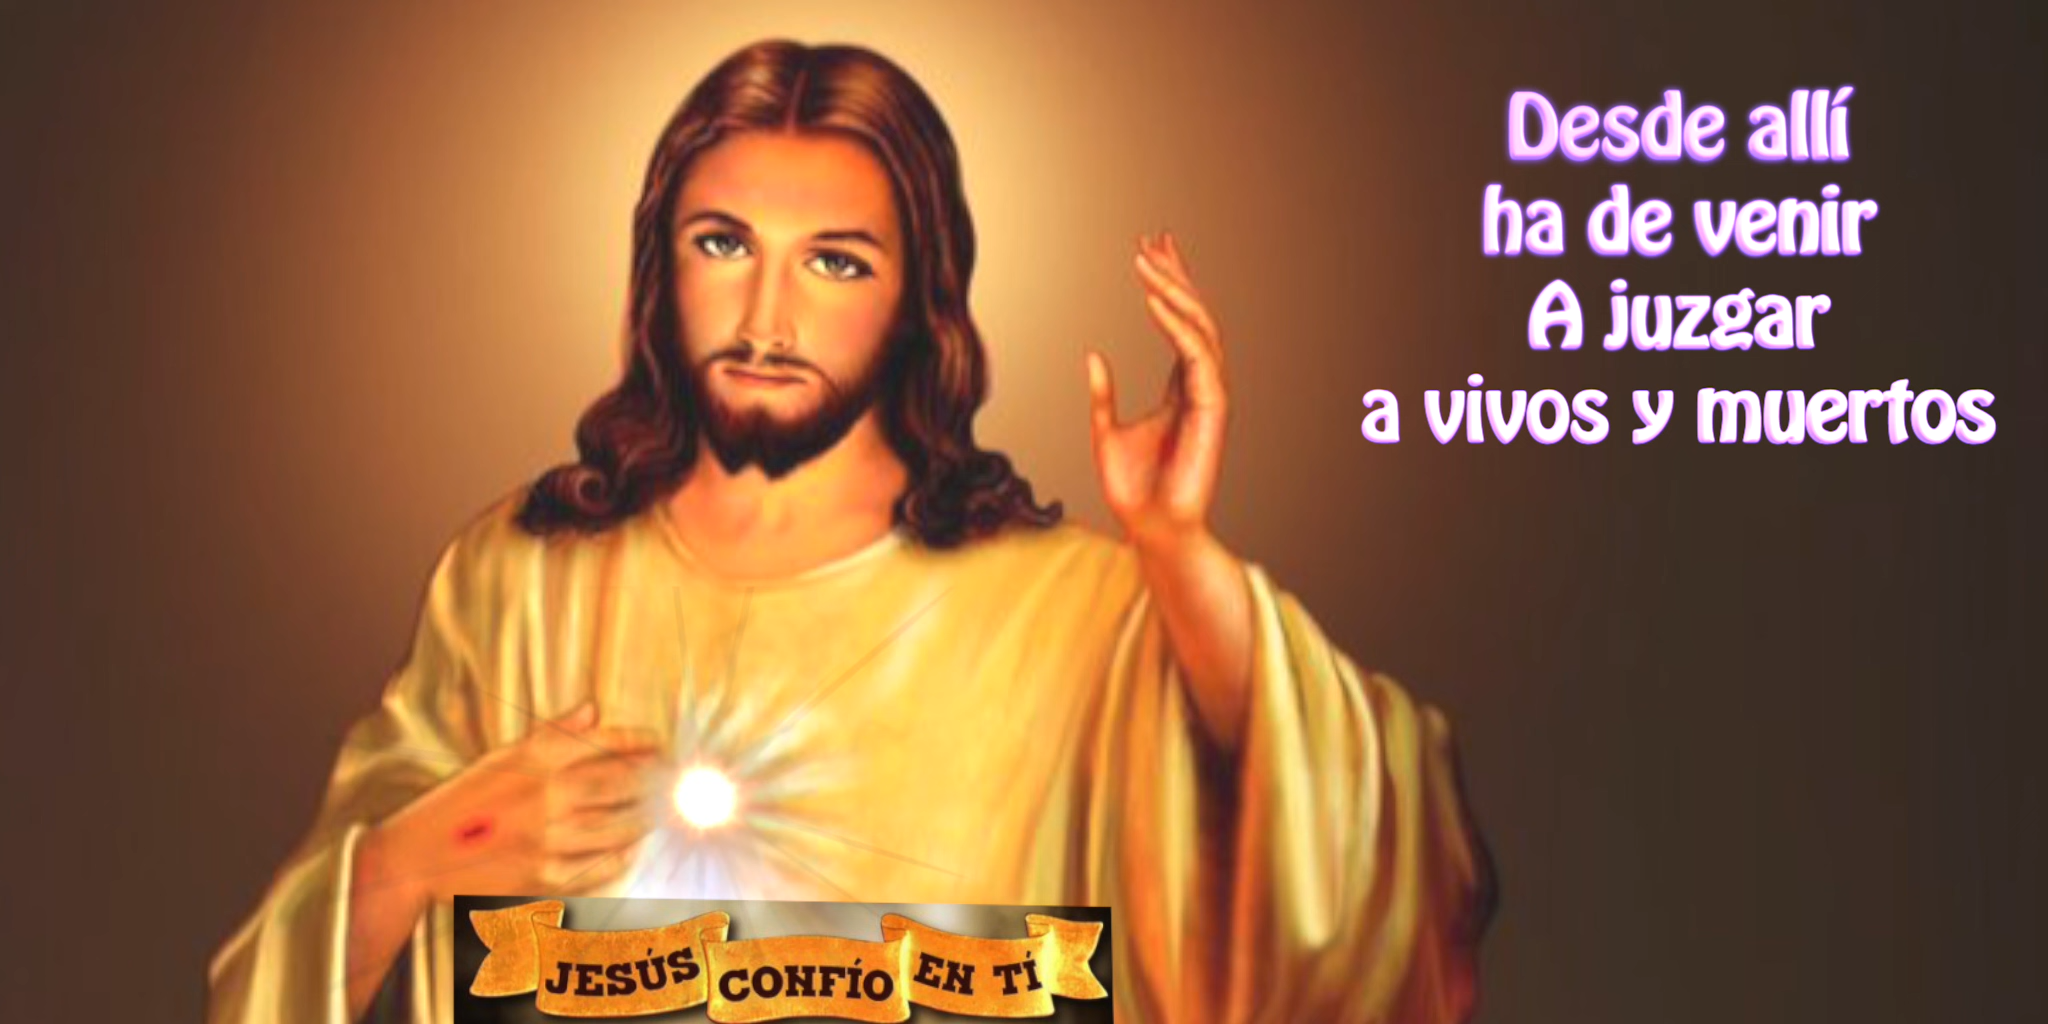 Desde allí
ha de venir
A juzgar
a vivos y muertos
JESÚS CONFÍO EN TÍ